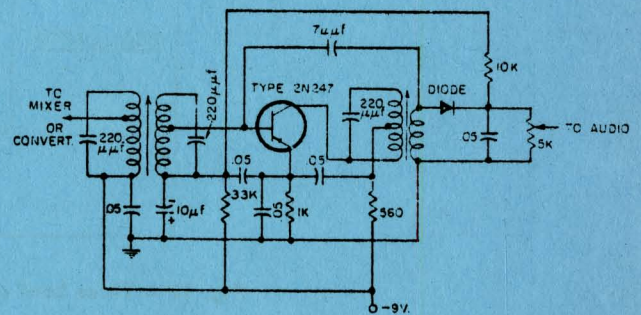 7μμf
10K
TYPE 2N247
DIODE
TO
MIXER
OR
CONVERT.
220
μμf
220μμf
220
μμf
.05
5K
TO AUDIO
.05
.05
33K
.05
1K
560
.05
10μf
-9V.